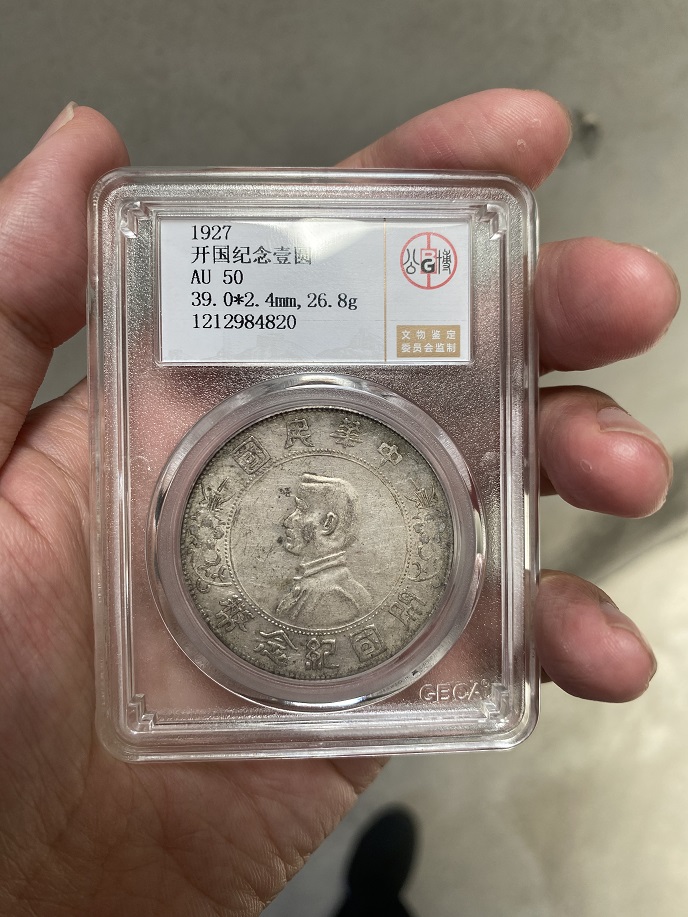 1927
开国纪念壹圆
AU 50
39.0*2.4mm,26.8g
1212984820
公G博
文物鉴定
委员会监制
中華民國
開國紀念幣
GBCA